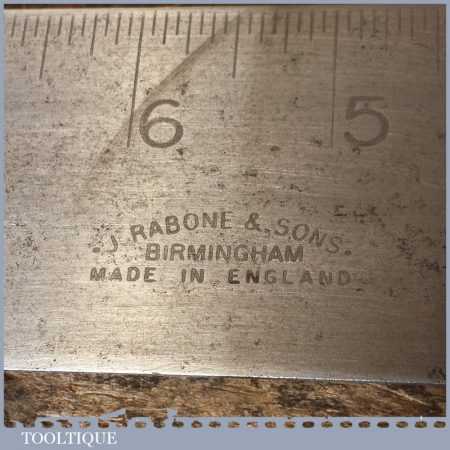 6 5
J. RABONE & SONS.
BIRMINGHAM
MADE IN ENGLAND
TOOLTIQUE